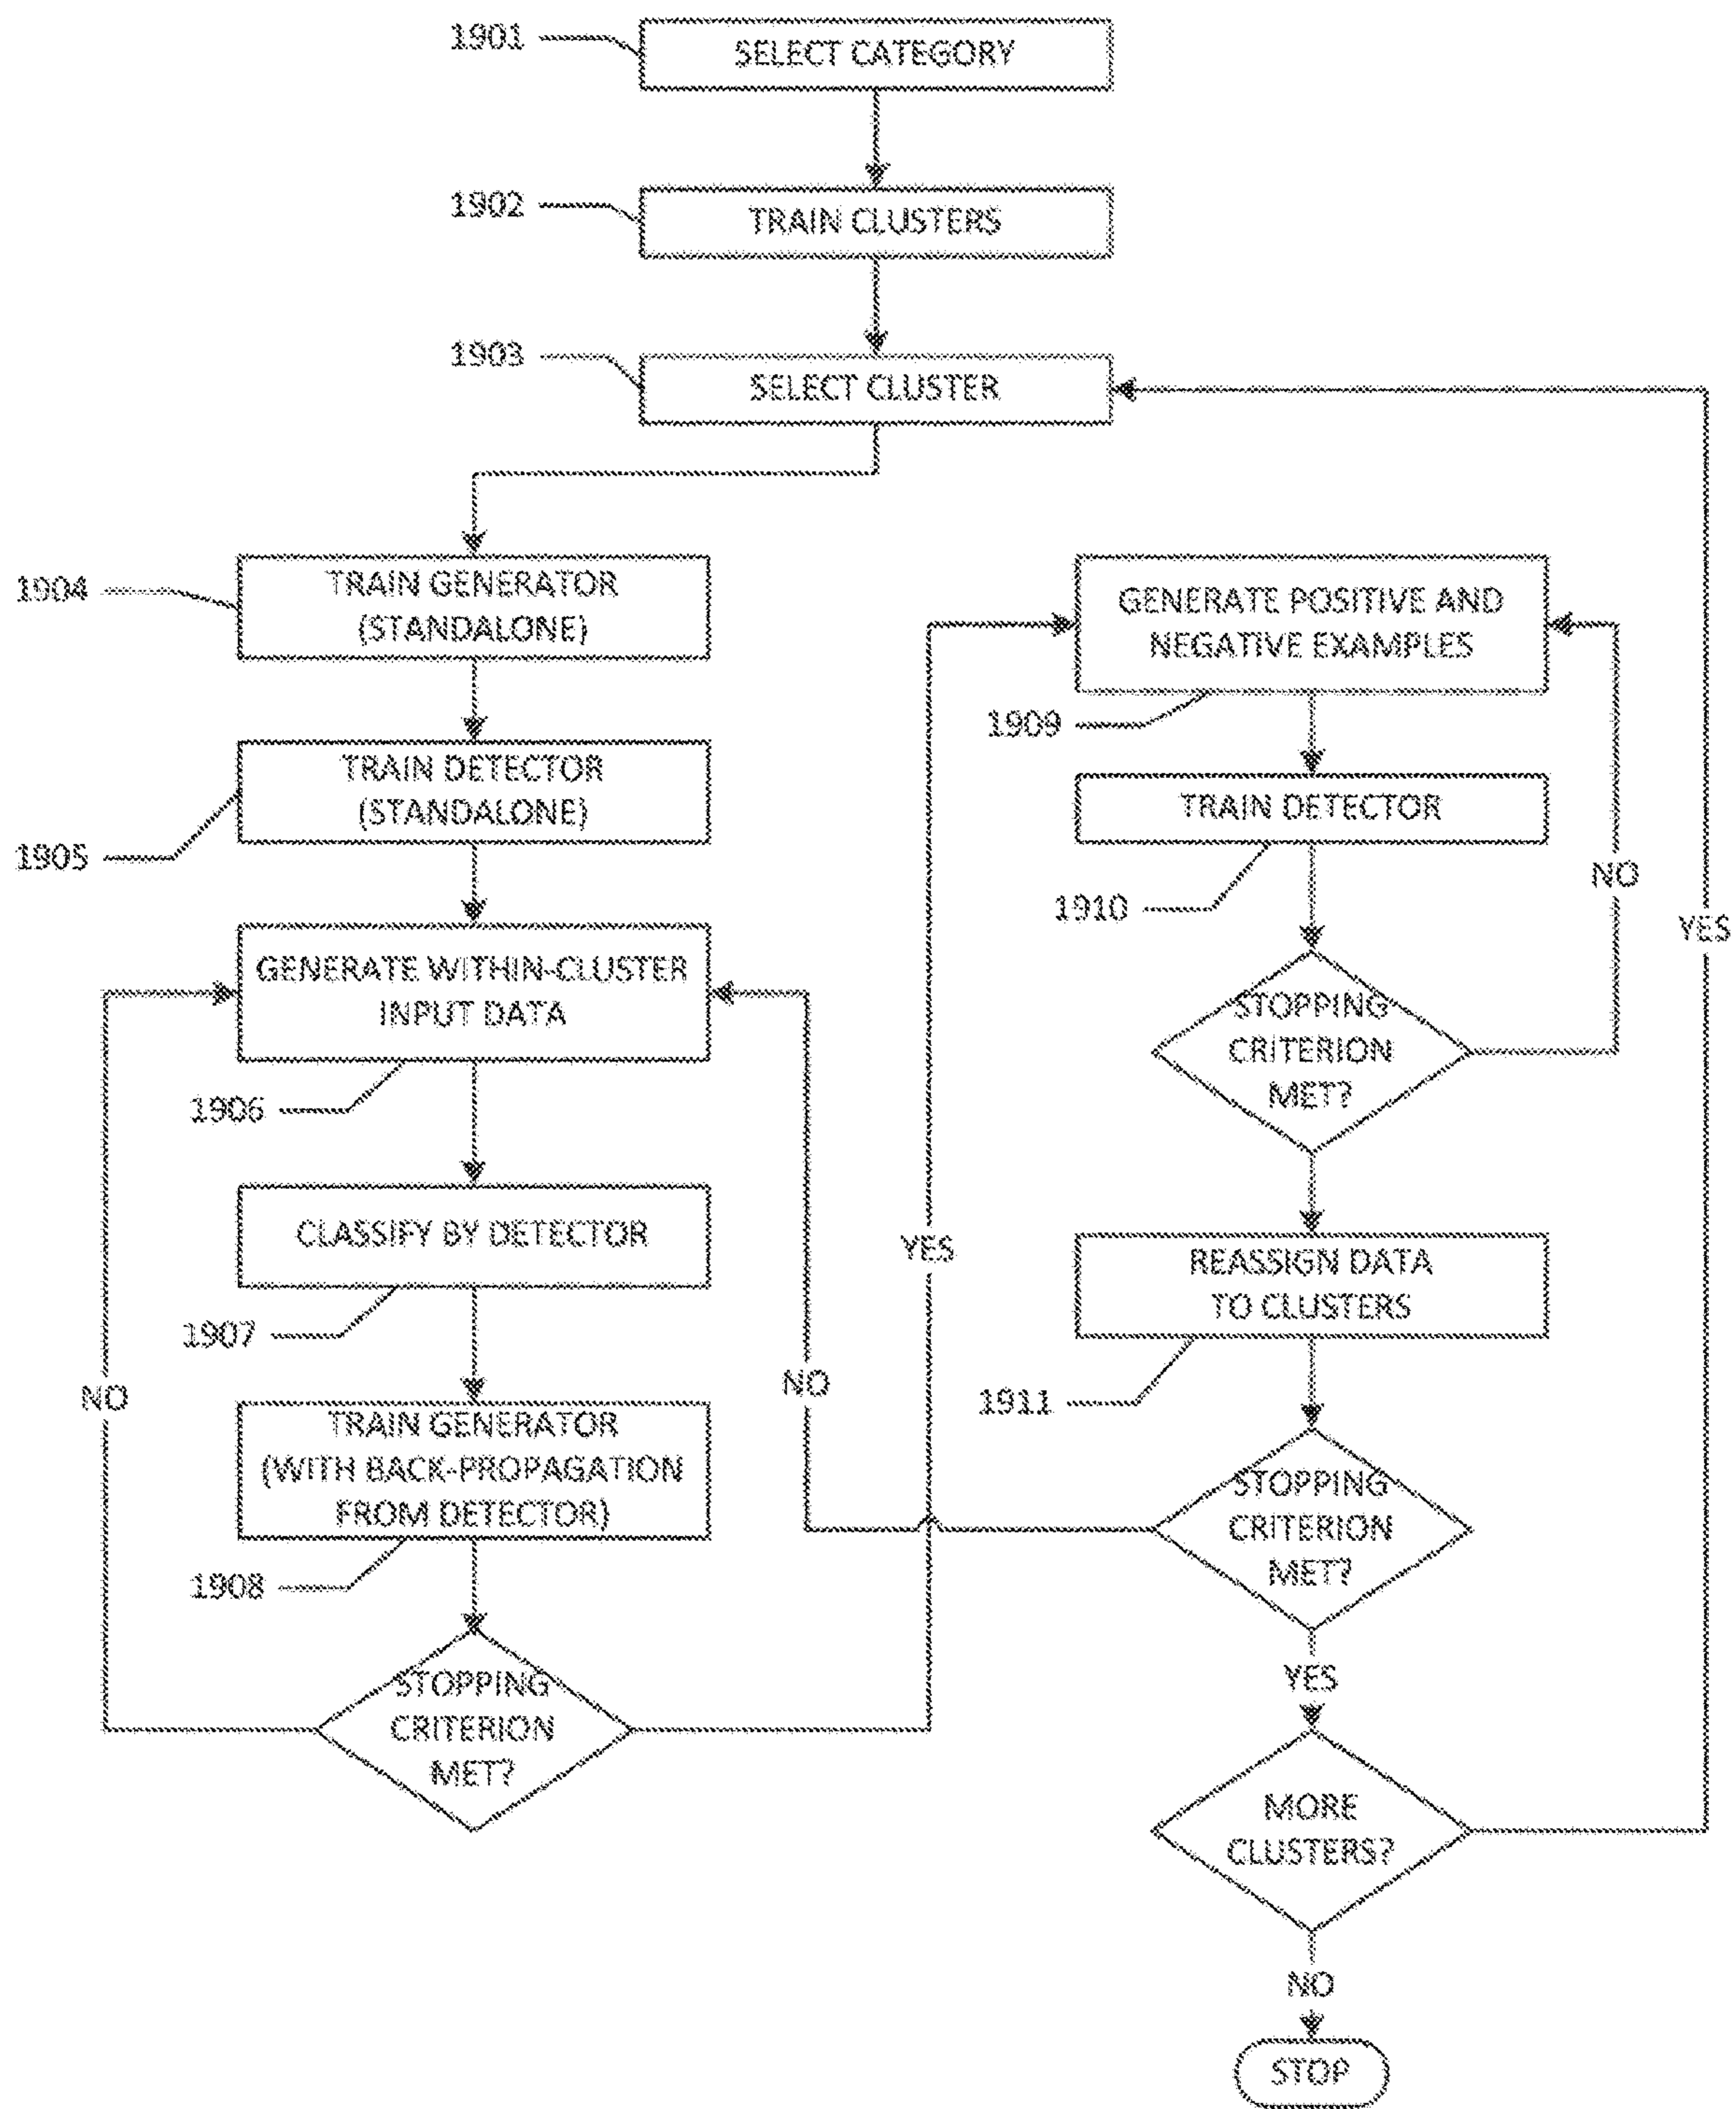 1901
SELECT CATEGORY
1902
TRAIN CLUSTERS
1903
SELECT CLUSTER
1904
TRAIN GENERATOR
(STANDALONE)
1905
TRAIN DETECTOR
(STANDALONE)
GENERATE WITHIN-CLUSTER
INPUT DATA
1906
CLASSIFY BY DETECTOR
1907
NO
TRAIN GENERATOR
(WITH BACK-PROPAGATION
FROM DETECTOR)
1908
STOPPING
CRITERION
MET?
YES
NO
GENERATE POSITIVE AND
NEGATIVE EXAMPLES
1909
TRAIN DETECTOR
1910
NO
YES
STOPPING
CRITERION
MET?
REASSIGN DATA
TO CLUSTERS
1911
STOPPING
CRITERION
MET?
YES
MORE
CLUSTERS?
NO
STOP